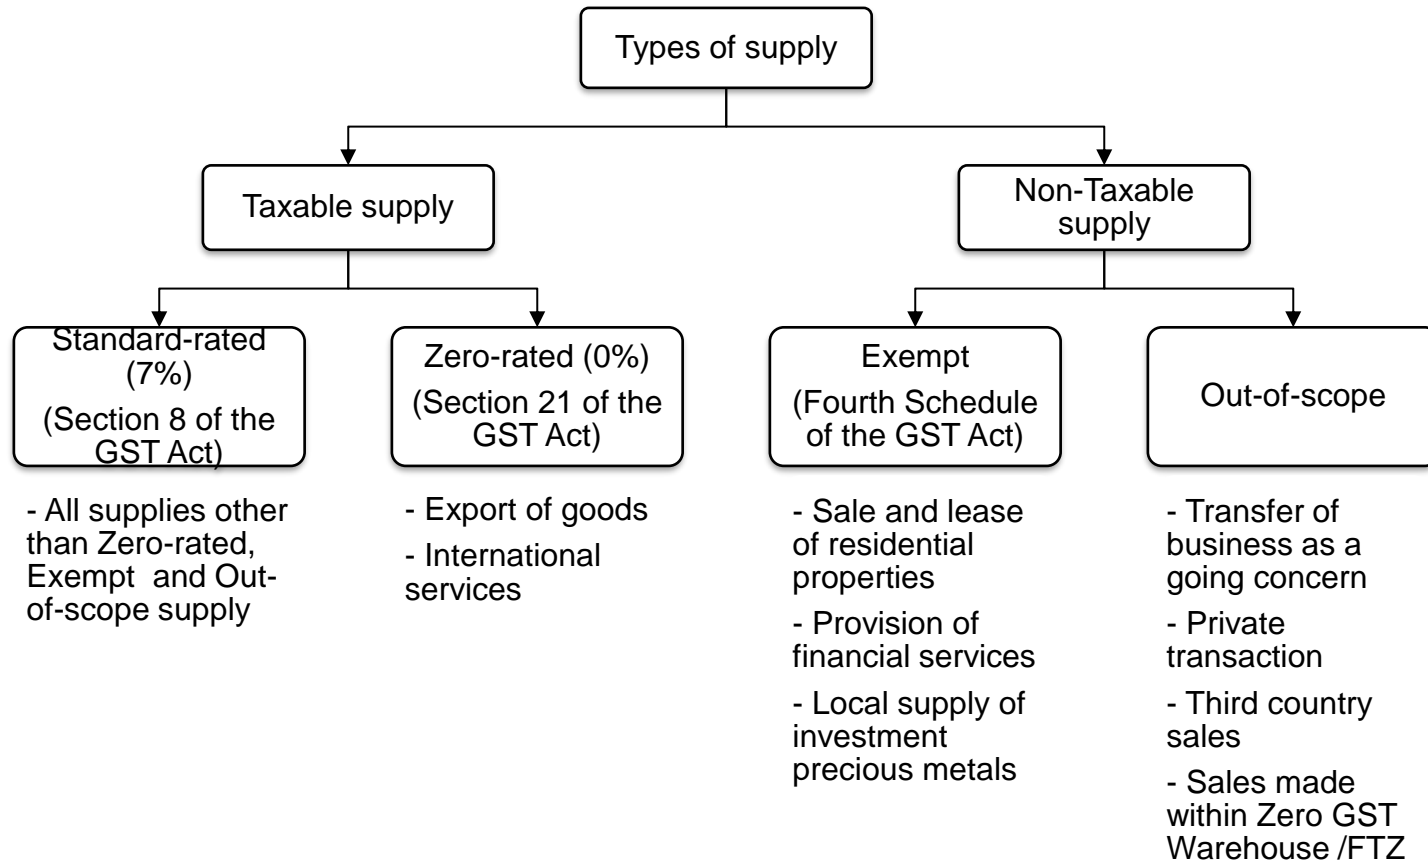 Types of supply
Taxable supply
Non-Taxable
supply
Standard-rated
(7%)
(Section 8 of the
GST Act)
Zero-rated (0%)
(Section 21 of the
GST Act)
Exempt
(Fourth Schedule
of the GST Act)
Out-of-scope
- All supplies other
than Zero-rated,
Exempt and Out-
of-scope supply
- Export of goods
- International
services
- Sale and lease
of residential
properties
- Provision of
financial services
- Local supply of
investment
precious metals
- Transfer of
business as a
going concern
- Private
transaction
- Third country
sales
- Sales made
within Zero GST
Warehouse /FTZ